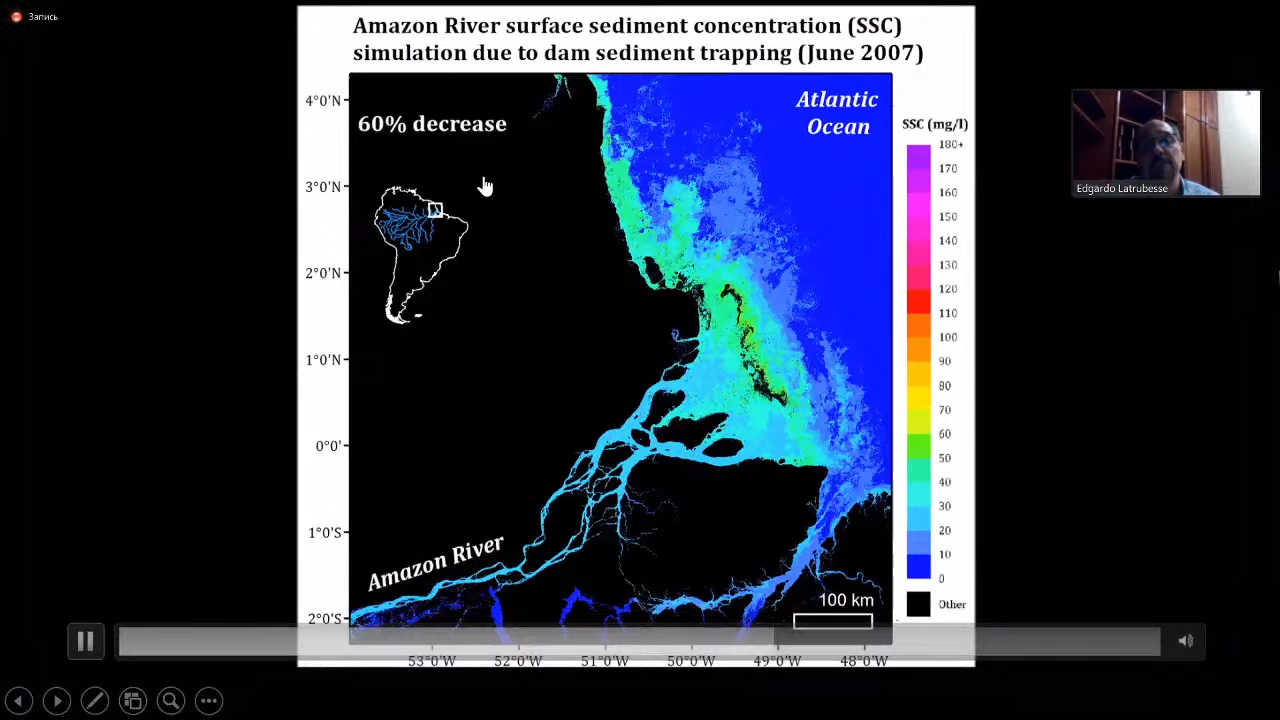 Запись
Amazon River surface sediment concentration (SSC)
simulation due to dam sediment trapping (June 2007)
4°0'N
3°0'N
2°0'N
1°0'N
0°0'
1°0'S
2°0'S
60% decrease
Atlantic
Ocean
Amazon River
100 km
53°0'W 52°0'W 51°0'W 50°0'W 49°0'W 48°0'W
SSC (mg/l)
180+
170
160
150
140
130
120
110
100
90
80
70
60
50
40
30
20
10
0
Other
Edgardo Latrubesse